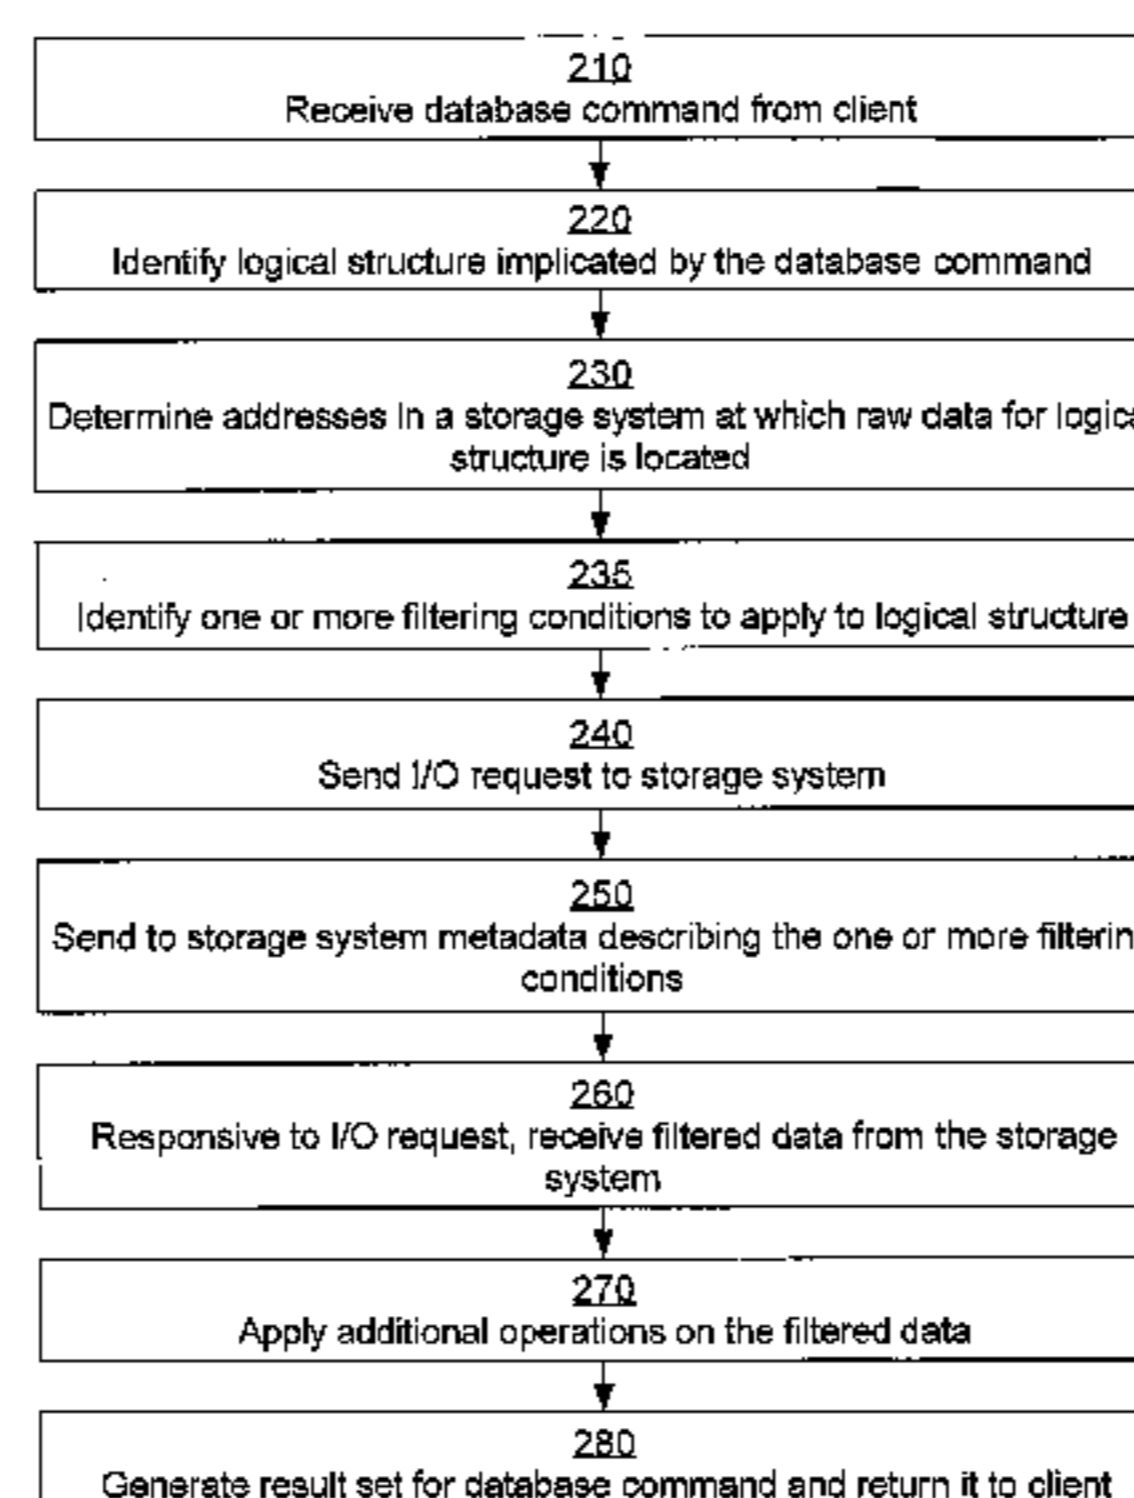 210
Receive database command from client
220
Identify logical structure implicated by the database command
230
Determine addresses in a storage system at which raw data for logica
structure is located
235
Identify one or more filtering conditions to apply to logical structure
240
Send I/O request to storage system
250
Send to storage system metadata describing the one or more filterin
conditions
260
Responsive to I/O request, receive filtered data from the storage
system
270
Apply additional operations on the filtered data
280
Generate result set for database command and return it to client